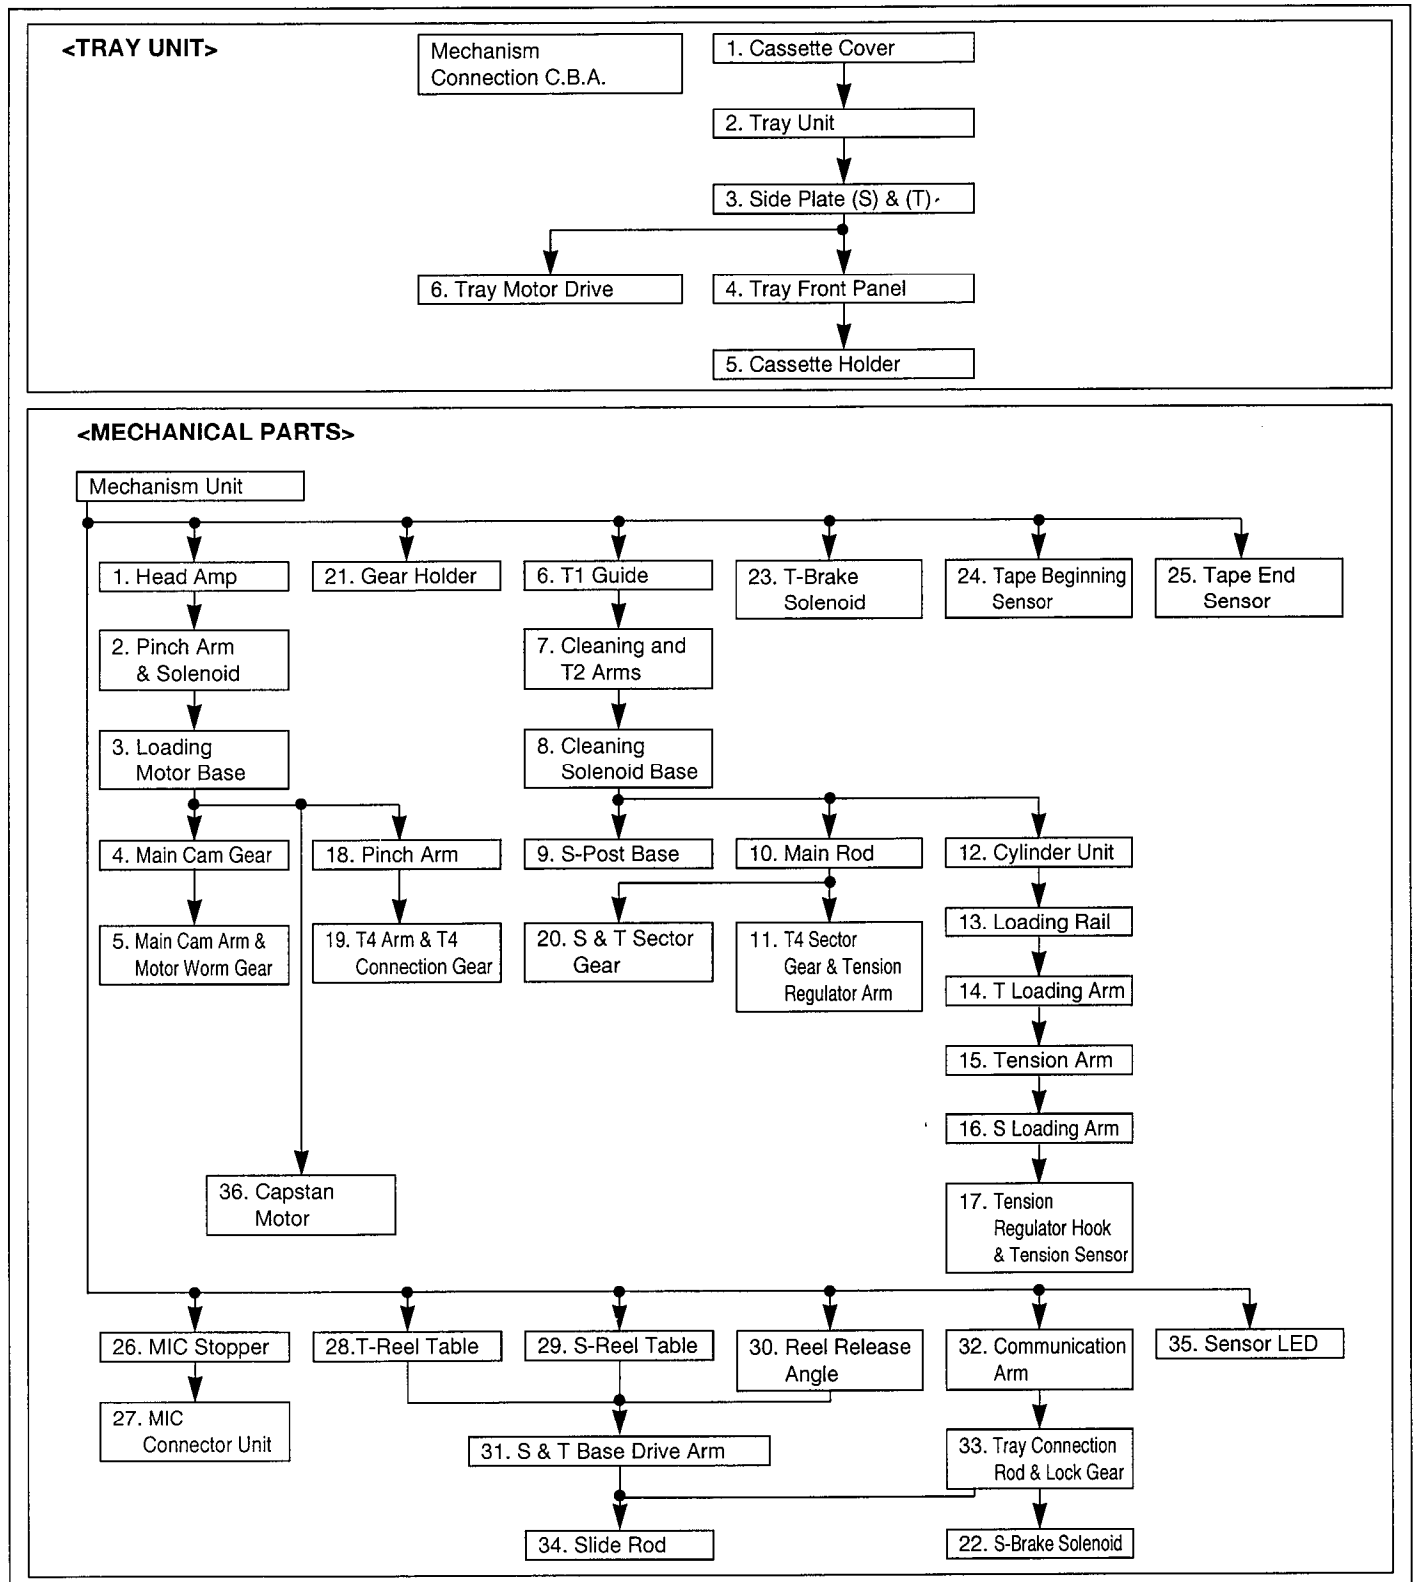 <TRAY UNIT>
Mechanism
Connection C.B.A.
1. Cassette Cover
2. Tray Unit
3. Side Plate (S) & (T)
6. Tray Motor Drive
4. Tray Front Panel
5. Cassette Holder
<MECHANICAL PARTS>
Mechanism Unit
1. Head Amp
21. Gear Holder
6. T1 Guide
23. T-Brake
Solenoid
24. Tape Beginning
Sensor
25. Tape End
Sensor
2. Pinch Arm
& Solenoid
7. Cleaning and
T2 Arms
3. Loading
Motor Base
8. Cleaning
Solenoid Base
4. Main Cam Gear
18. Pinch Arm
9. S-Post Base
10. Main Rod
12. Cylinder Unit
5. Main Cam Arm &
Motor Worm Gear
19. T4 Arm & T4
Connection Gear
20. S & T Sector
Gear
11. T4 Sector
Gear & Tension
Regulator Arm
13. Loading Rail
14. T Loading Arm
15. Tension Arm
16. S Loading Arm
36. Capstan
Motor
17. Tension
Regulator Hook
& Tension Sensor
26. MIC Stopper
28.T-Reel Table
29. S-Reel Table
30. Reel Release
Angle
32. Communication
Arm
35. Sensor LED
27. MIC
Connector Unit
31. S & T Base Drive Arm
33. Tray Connection
Rod & Lock Gear
34. Slide Rod
22. S-Brake Solenoid